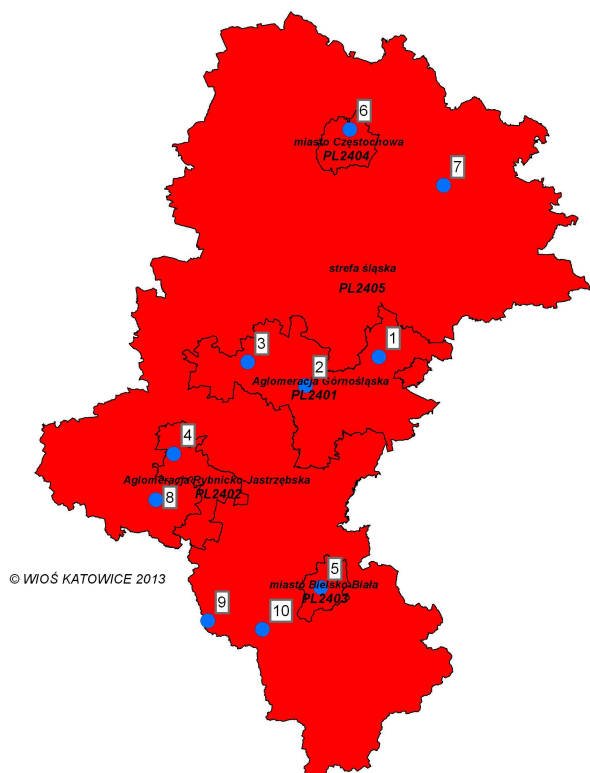 6
miasto Częstochowa
PL2404
7
strefa śląska
PL2405
1
3
2
Aglomeracja Górnośląska
PL2401
4
Aglomeracja Rybnicko-Jastrzębska
PL2402
8
© WIOŚ KATOWICE 2013
5
miasto Bielsko-Biała
PL2403
9
10